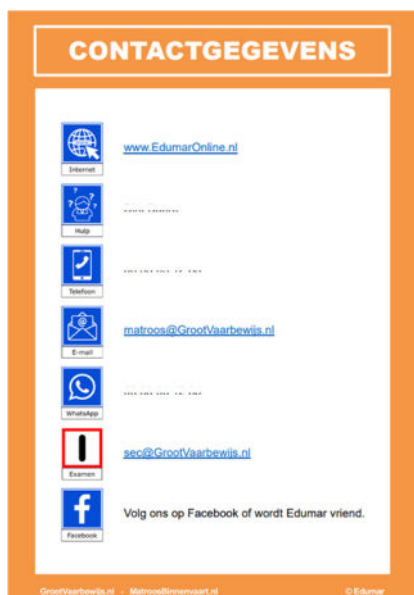 CONTACTGEGEVENS
www.EdumarOnline.nl
Internet
Hulp
Telefoon
matroos@GrootVaarbewijs.nl
E-mail
WhatsApp
sec@GrootVaarbewijs.nl
Examen
Volg ons op Facebook of wordt Edumar vriend.
Facebook
GrootVaarbewijs.nl - MatroosBinnenvaart.nl © Edumar